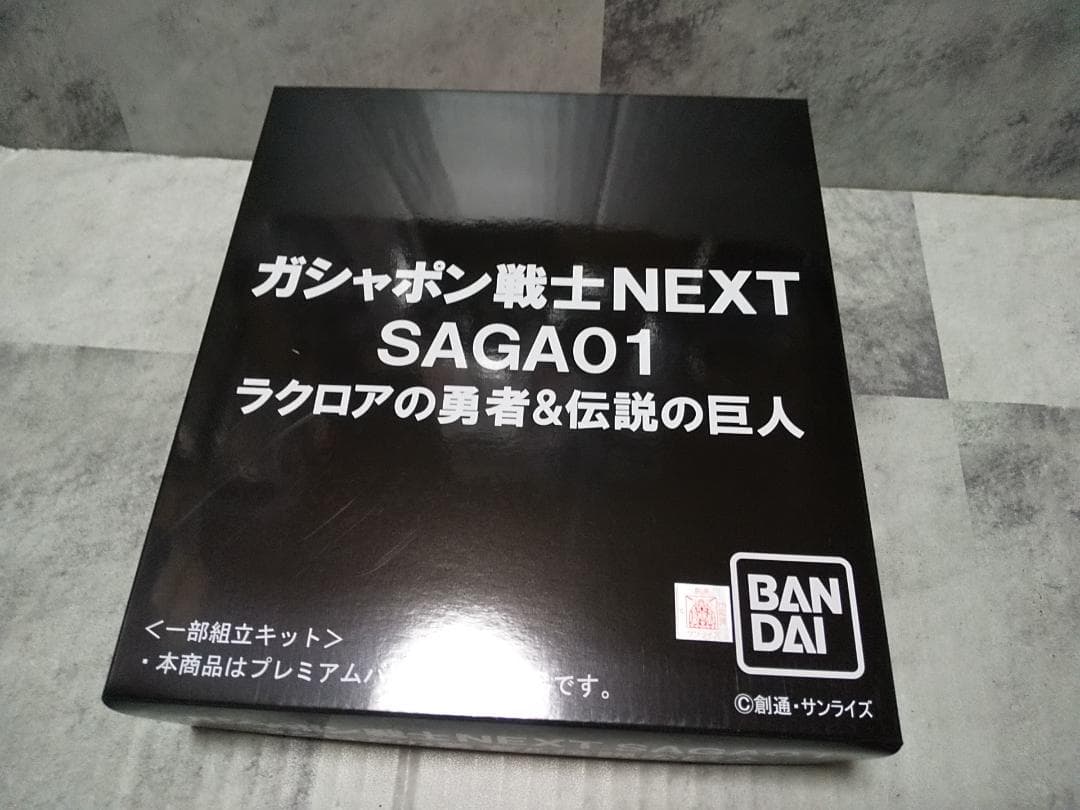 ガシャポン戦士NEXT
SAGA01
ラクロアの勇者&伝説の巨人
<一部組立キット>
・本商品はプレミアムバ です。
BAN
DAI
©創通・サンライズ